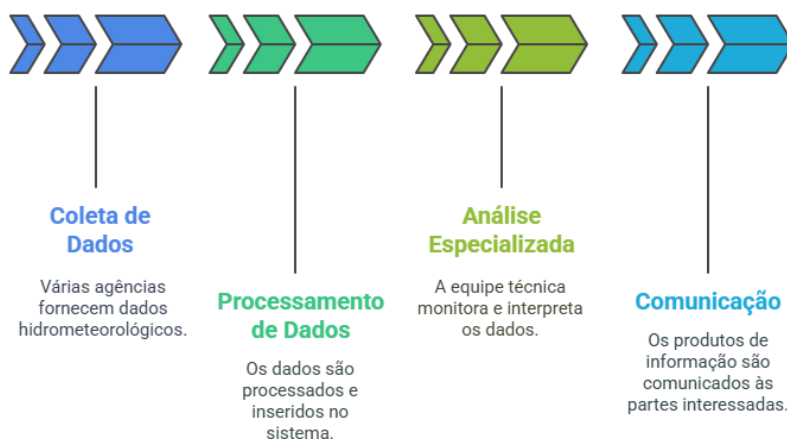 Coleta de
Dados
Várias agências
fornecem dados
hidrometeorológicos.
Processamento
de Dados
Os dados são
processados e
inseridos no
sistema.
Análise
Especializada
A equipe técnica
monitora e interpreta
os dados.
Comunicação
Os produtos de
informação são
comunicados às
partes interessadas.